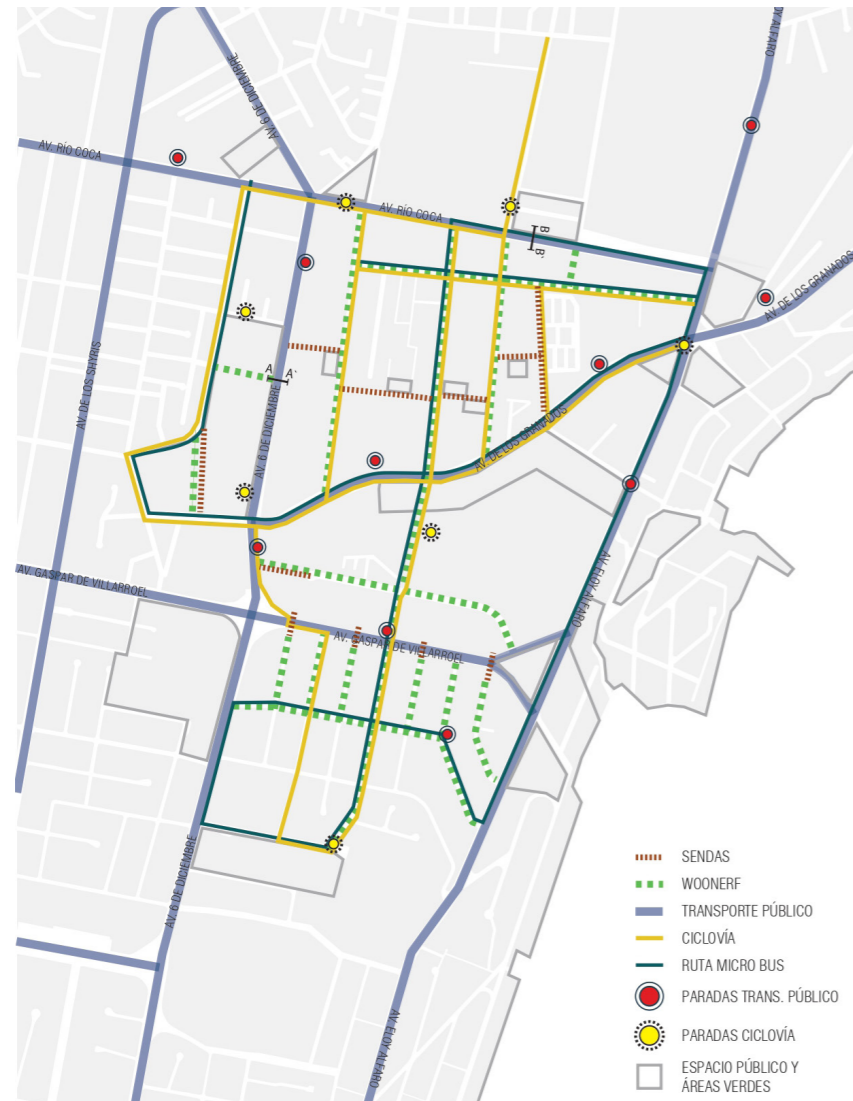 AV. 6 DE DICIEMBRE
ELOY ALFARO
AV. RÍO COCA
AV. RÍO COCA
B
B`
AV. DE LOS GRANADOS
AV. DE LOS SHYRIS
A
A`
AV. 6 DE DICIEMBRE
AV. DE LOS GRANADOS
AV. GASPAR DE VILLARROEL
AV. ELOY ALFARO
AV. GASPAR DE VILLARROEL
AV. 6 DE DICIEMBRE
AV. ELOY ALFARO
SENDAS
WOONERF
TRANSPORTE PÚBLICO
CICLOVÍA
RUTA MICRO BUS
PARADAS TRANS. PÚBLICO
PARADAS CICLOVÍA
ESPACIO PÚBLICO Y
ÁREAS VERDES